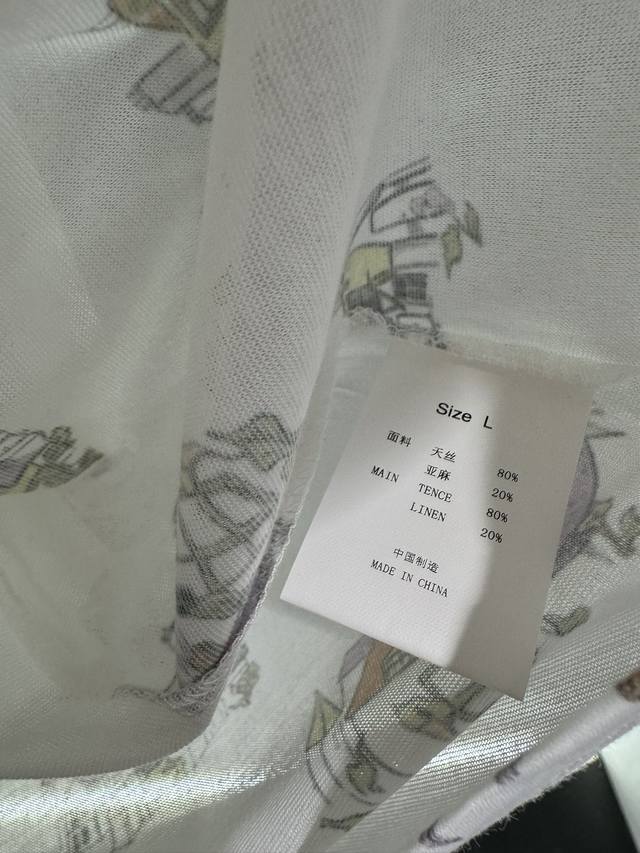 Size L
面料 天丝 80%
亚麻 20%
MAIN TENCE 80%
LINEN 20%
中国制造
MADE IN CHINA